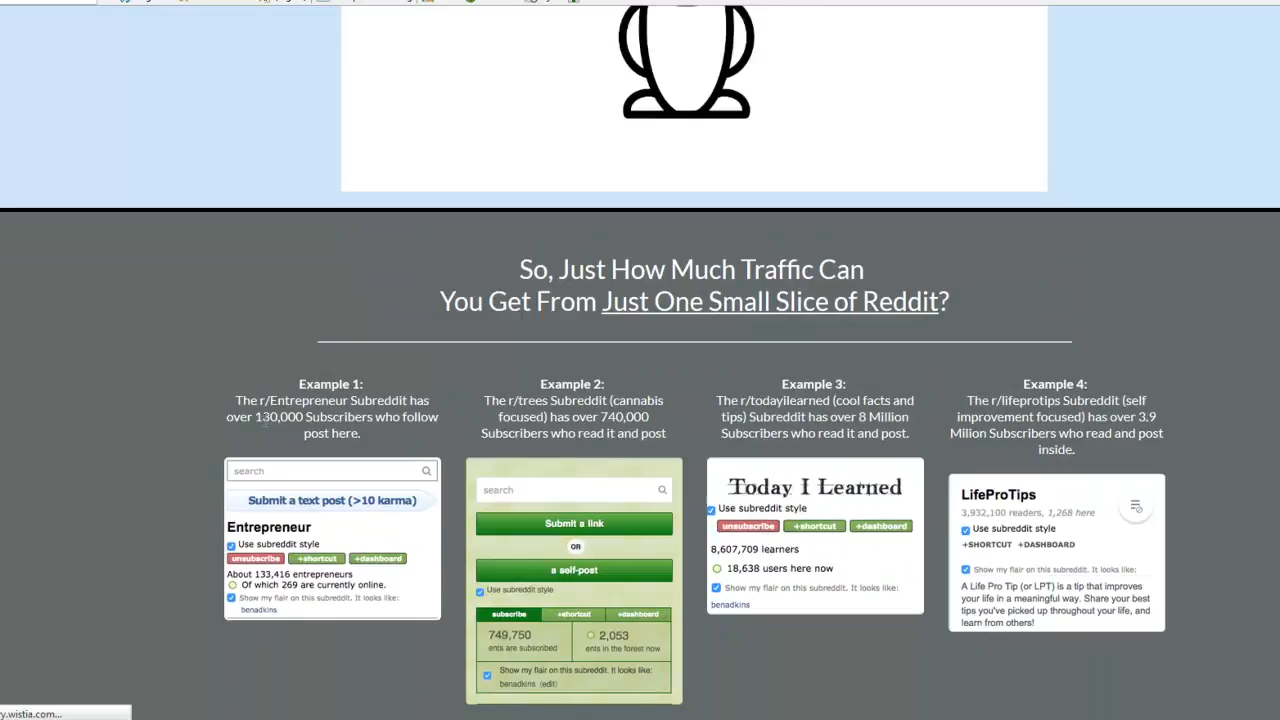 So, Just How Much Traffic Can
You Get From Just One Small Slice of Reddit?
Example 1:
The r/Entrepreneur Subreddit has
over 130,000 Subscribers who follow
post here.
search
Submit a text post (>10 karma)
Entrepreneur
Use subreddit style
unsubscribe +shortcut +dashboard
About 133,416 entrepreneurs
Of which 269 are currently online.
Show my flair on this subreddit. It looks like:
benadkins
Example 2:
The r/trees Subreddit (cannabis
focused) has over 740,000
Subscribers who read it and post
search
Submit a link
OR
a self-post
Use subreddit style
subscribe +shortcut +dashboard
749,750 2,053
ents are subscribed ents in the forest now
Show my flair on this subreddit. It looks like:
benadkins (edit)
Example 3:
The r/todayilearned (cool facts and
tips) Subreddit has over 8 Million
Subscribers who read it and post.
Today I Learned
Use subreddit style
unsubscribe +shortcut +dashboard
8,607,709 learners
18,638 users here now
Show my flair on this subreddit. It looks like:
benadkins
Example 4:
The r/lifeprotips Subreddit (self
improvement focused) has over 3.9
Milion Subscribers who read and post
inside.
LifeProTips
3,932,100 readers, 1,268 here
Use subreddit style
+SHORTCUT +DASHBOARD
Show my flair on this subreddit. It looks like:
A Life Pro Tip (or LPT) is a tip that improves
your life in a meaningful way. Share your best
tips you've picked up throughout your life, and
learn from others!
y.wistia.com...